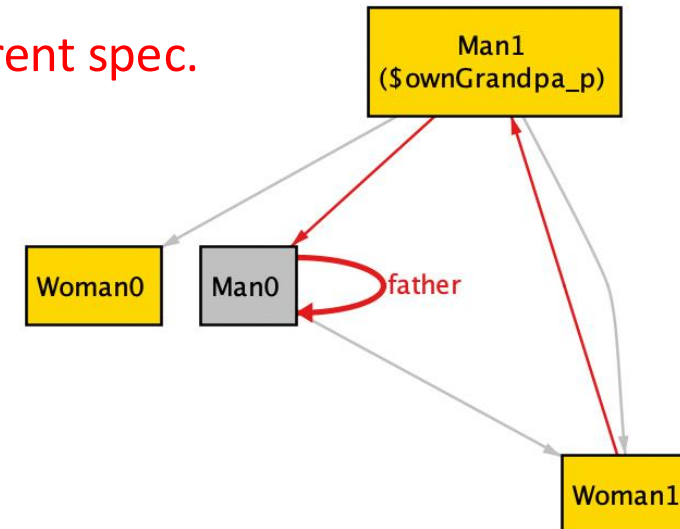 rent spec.
Man1
($ownGrandpa_p)
Woman0
Man0
father
Woman1